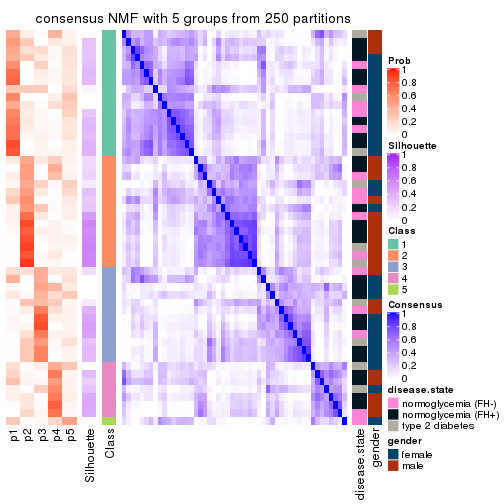 consensus NMF with 5 groups from 250 partitions
Prob
1
0.8
0.6
0.4
0.2
0
Silhouette
1
0.8
0.6
0.4
0.2
0
Class
1
2
3
4
5
Consensus
1
0.8
0.6
0.4
0.2
0
disease.state
normoglycemia (FH-)
normoglycemia (FH+)
type 2 diabetes
gender
female
male
p1
p2
p3
p4
p5
Silhouette
Class
disease.state
gender